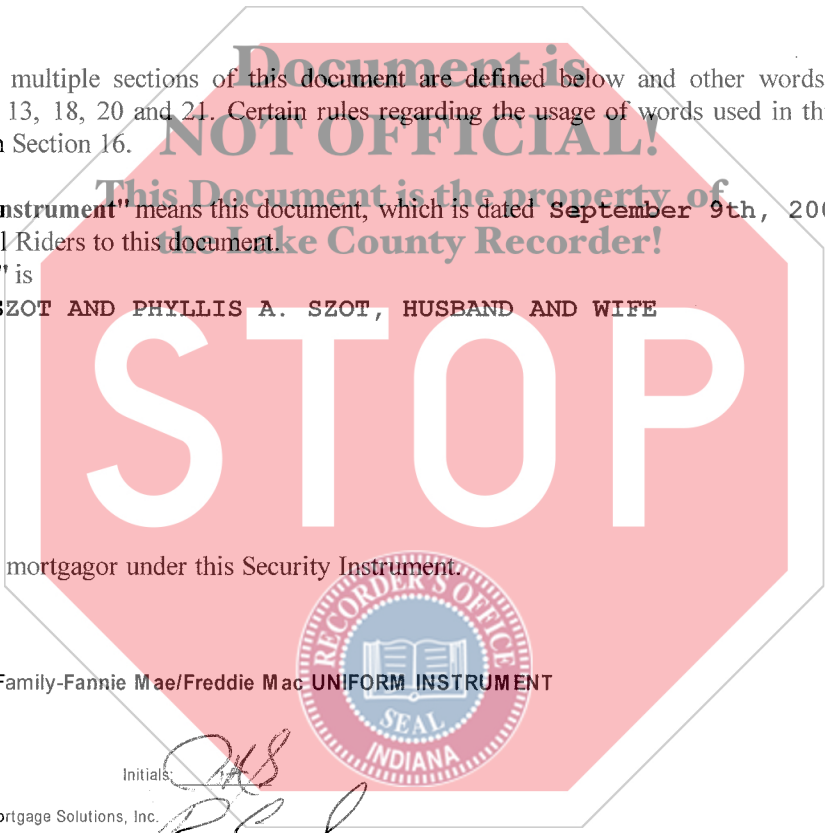 Document is
multiple sections of this document are defined below and other words
13, 18, 20 and 21. Certain rules regarding the usage of words used in th
Section 16.
NOT OFFICIAL!
This Document is the property of
nstrument" means this document, which is dated September 9th, 200
l Riders to this document.
the Lake County Recorder!
" is
SZOT AND PHYLLIS A. SZOT, HUSBAND AND WIFE
STOP
mortgagor under this Security Instrument.
RECORDER'S OFFICE
SEAL
INDIANA
Family-Fannie Mae/Freddie Mac UNIFORM INSTRUMENT
Initials:
ortgage Solutions, Inc.